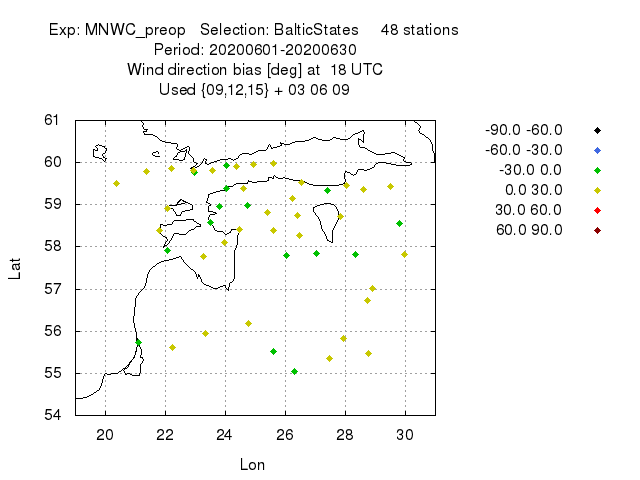 Exp: MNWC_preop   Selection: BalticStates     48 stations
Period: 20200601-20200630
Wind direction bias [deg] at  18 UTC
Used {09,12,15} + 03 06 09
61
60
59
58
57
56
55
54
Lat
20 22 24 26 28 30
Lon
-90.0 -60.0
-60.0 -30.0
-30.0 0.0
0.0 30.0
30.0 60.0
60.0 90.0